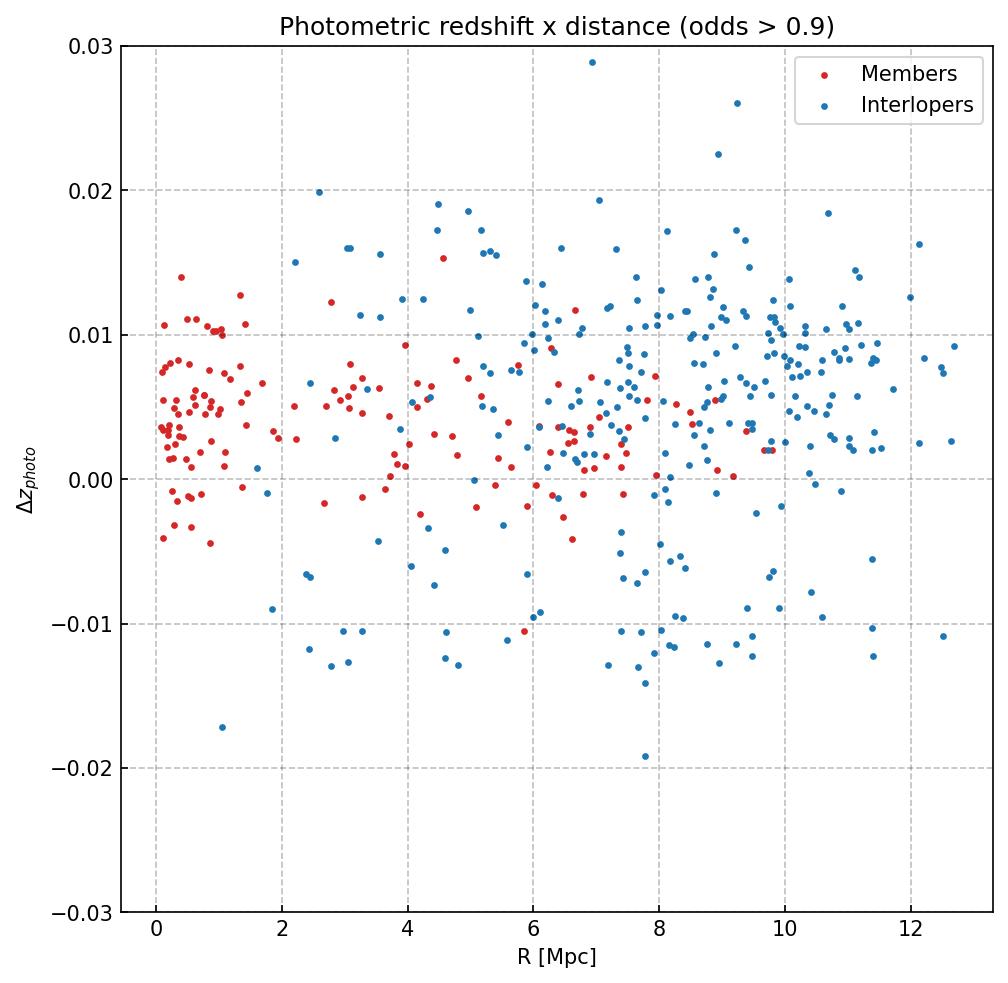 Photometric redshift x distance (odds > 0.9)
Members
Interlopers
0.03
0.02
0.01
0.00
−0.01
−0.02
−0.03
Δz_photo
0 2 4 6 8 10 12
R [Mpc]